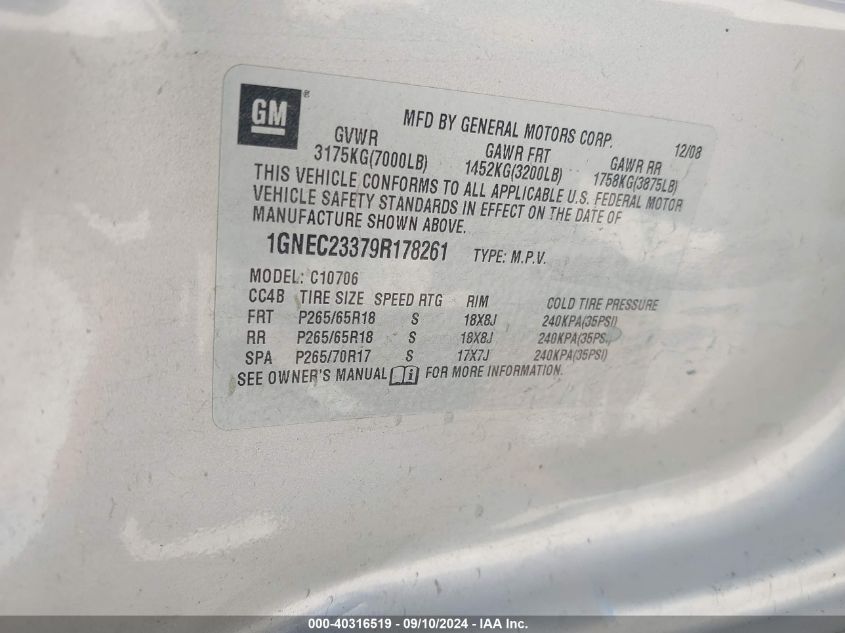 GM ®
MFD BY GENERAL MOTORS CORP. 12/08
GVWR GAWR FRT GAWR RR
3175KG(7000LB) 1452KG(3200LB) 1758KG(3875LB)
THIS VEHICLE CONFORMS TO ALL APPLICABLE U.S. FEDERAL MOTOR
VEHICLE SAFETY STANDARDS IN EFFECT ON THE DATE OF
MANUFACTURE SHOWN ABOVE.
1GNEC23379R178261 TYPE: M.P.V.
MODEL: C10706
CC4B TIRE SIZE SPEED RTG RIM COLD TIRE PRESSURE
FRT P265/65R18 S 18X8J 240KPA(35PSI)
RR P265/65R18 S 18X8J 240KPA(35PS
SPA P265/70R17 S 17X7J 240KPA(35PSI)
SEE OWNER'S MANUAL i FOR MORE INFORMATION.
000-40316519 - 09/10/2024 - IAA Inc.